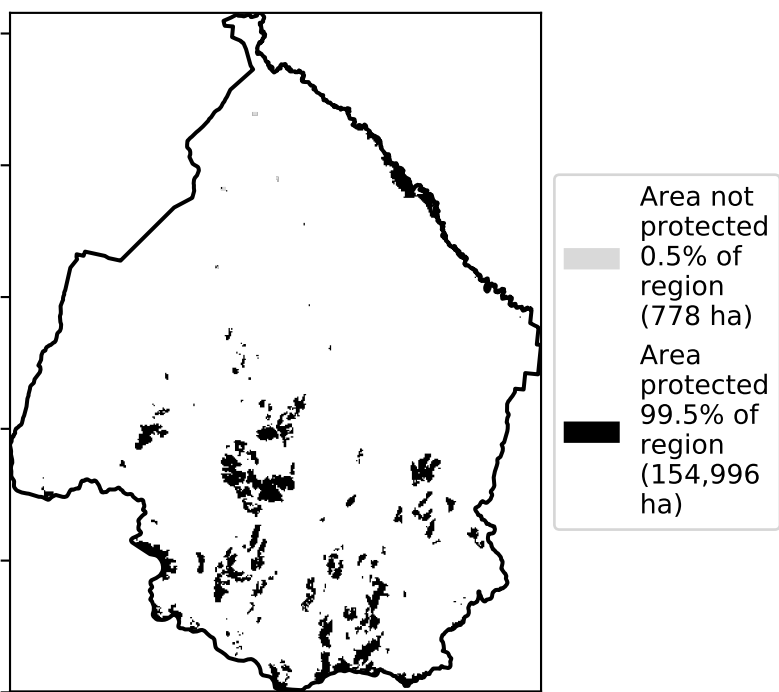 Area not
protected
0.5% of
region
(778 ha)
Area
protected
99.5% of
region
(154,996
ha)